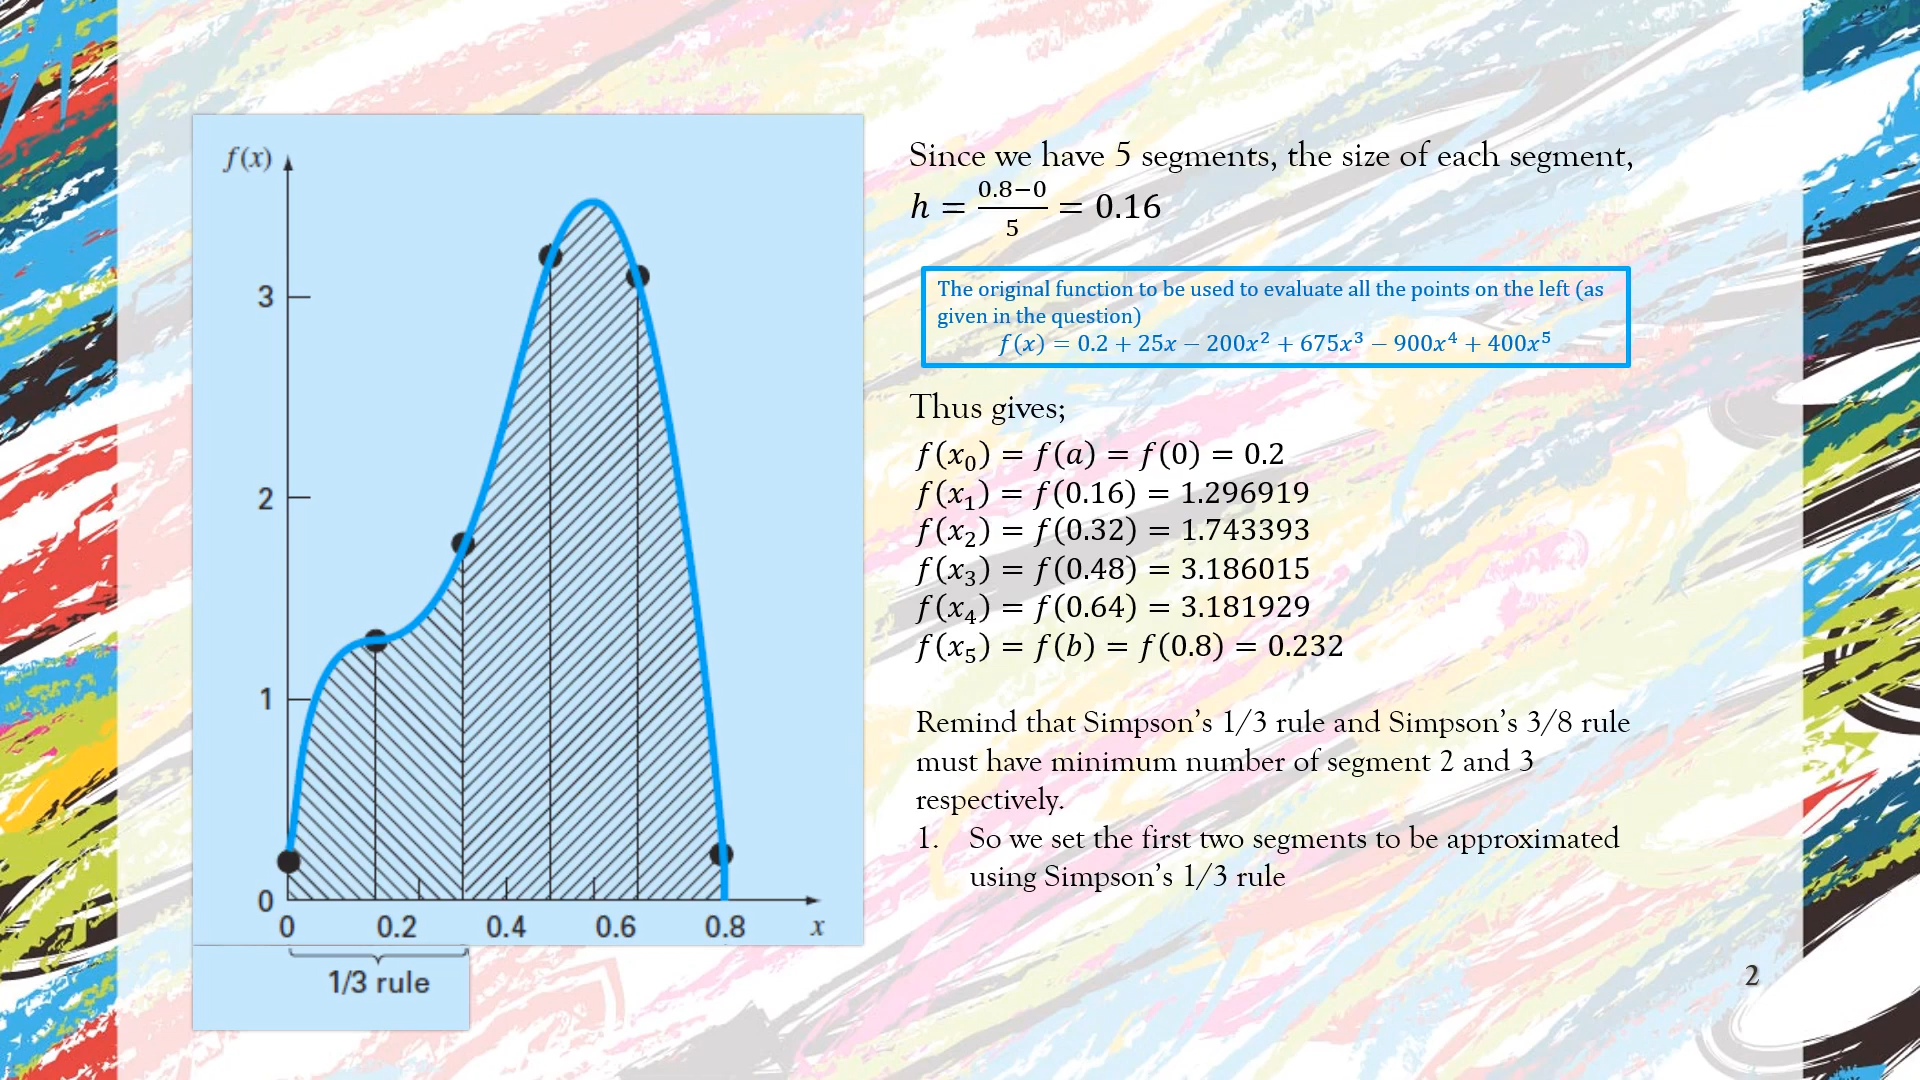 f(x)
3
2
1
0
0 0.2 0.4 0.6 0.8 x
1/3 rule
Since we have 5 segments, the size of each segment,
h = \frac{0.8−0}{5} = 0.16
The original function to be used to evaluate all the points on the left (as
given in the question)
f(x) = 0.2 + 25x − 200x² + 675x³ − 900x⁴ + 400x⁵
Thus gives;
f(x₀) = f(a) = f(0) = 0.2
f(x₁) = f(0.16) = 1.296919
f(x₂) = f(0.32) = 1.743393
f(x₃) = f(0.48) = 3.186015
f(x₄) = f(0.64) = 3.181929
f(x₅) = f(b) = f(0.8) = 0.232
Remind that Simpson’s 1/3 rule and Simpson’s 3/8 rule
must have minimum number of segment 2 and 3
respectively.
1. So we set the first two segments to be approximated
using Simpson’s 1/3 rule
2